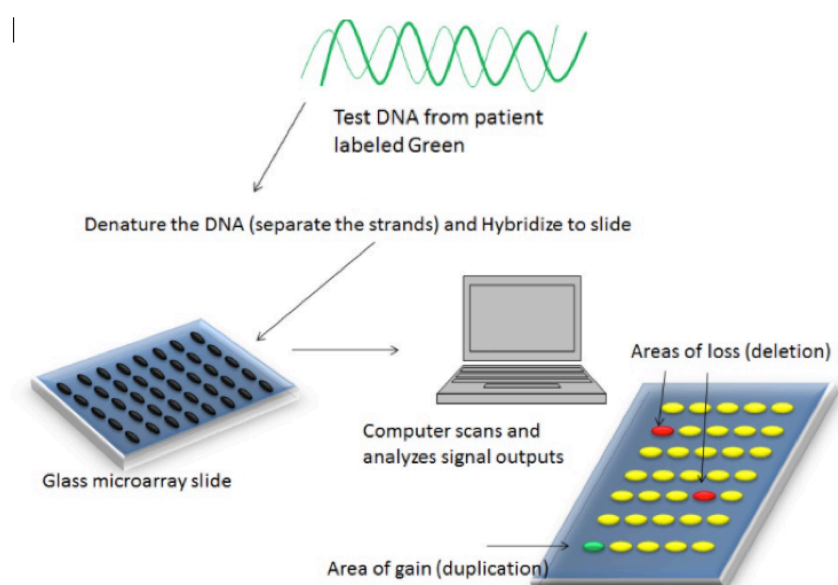 Test DNA from patient
labeled Green
Denature the DNA (separate the strands) and Hybridize to slide
Areas of loss (deletion)
Computer scans and
analyzes signal outputs
Glass microarray slide
Area of gain (duplication)